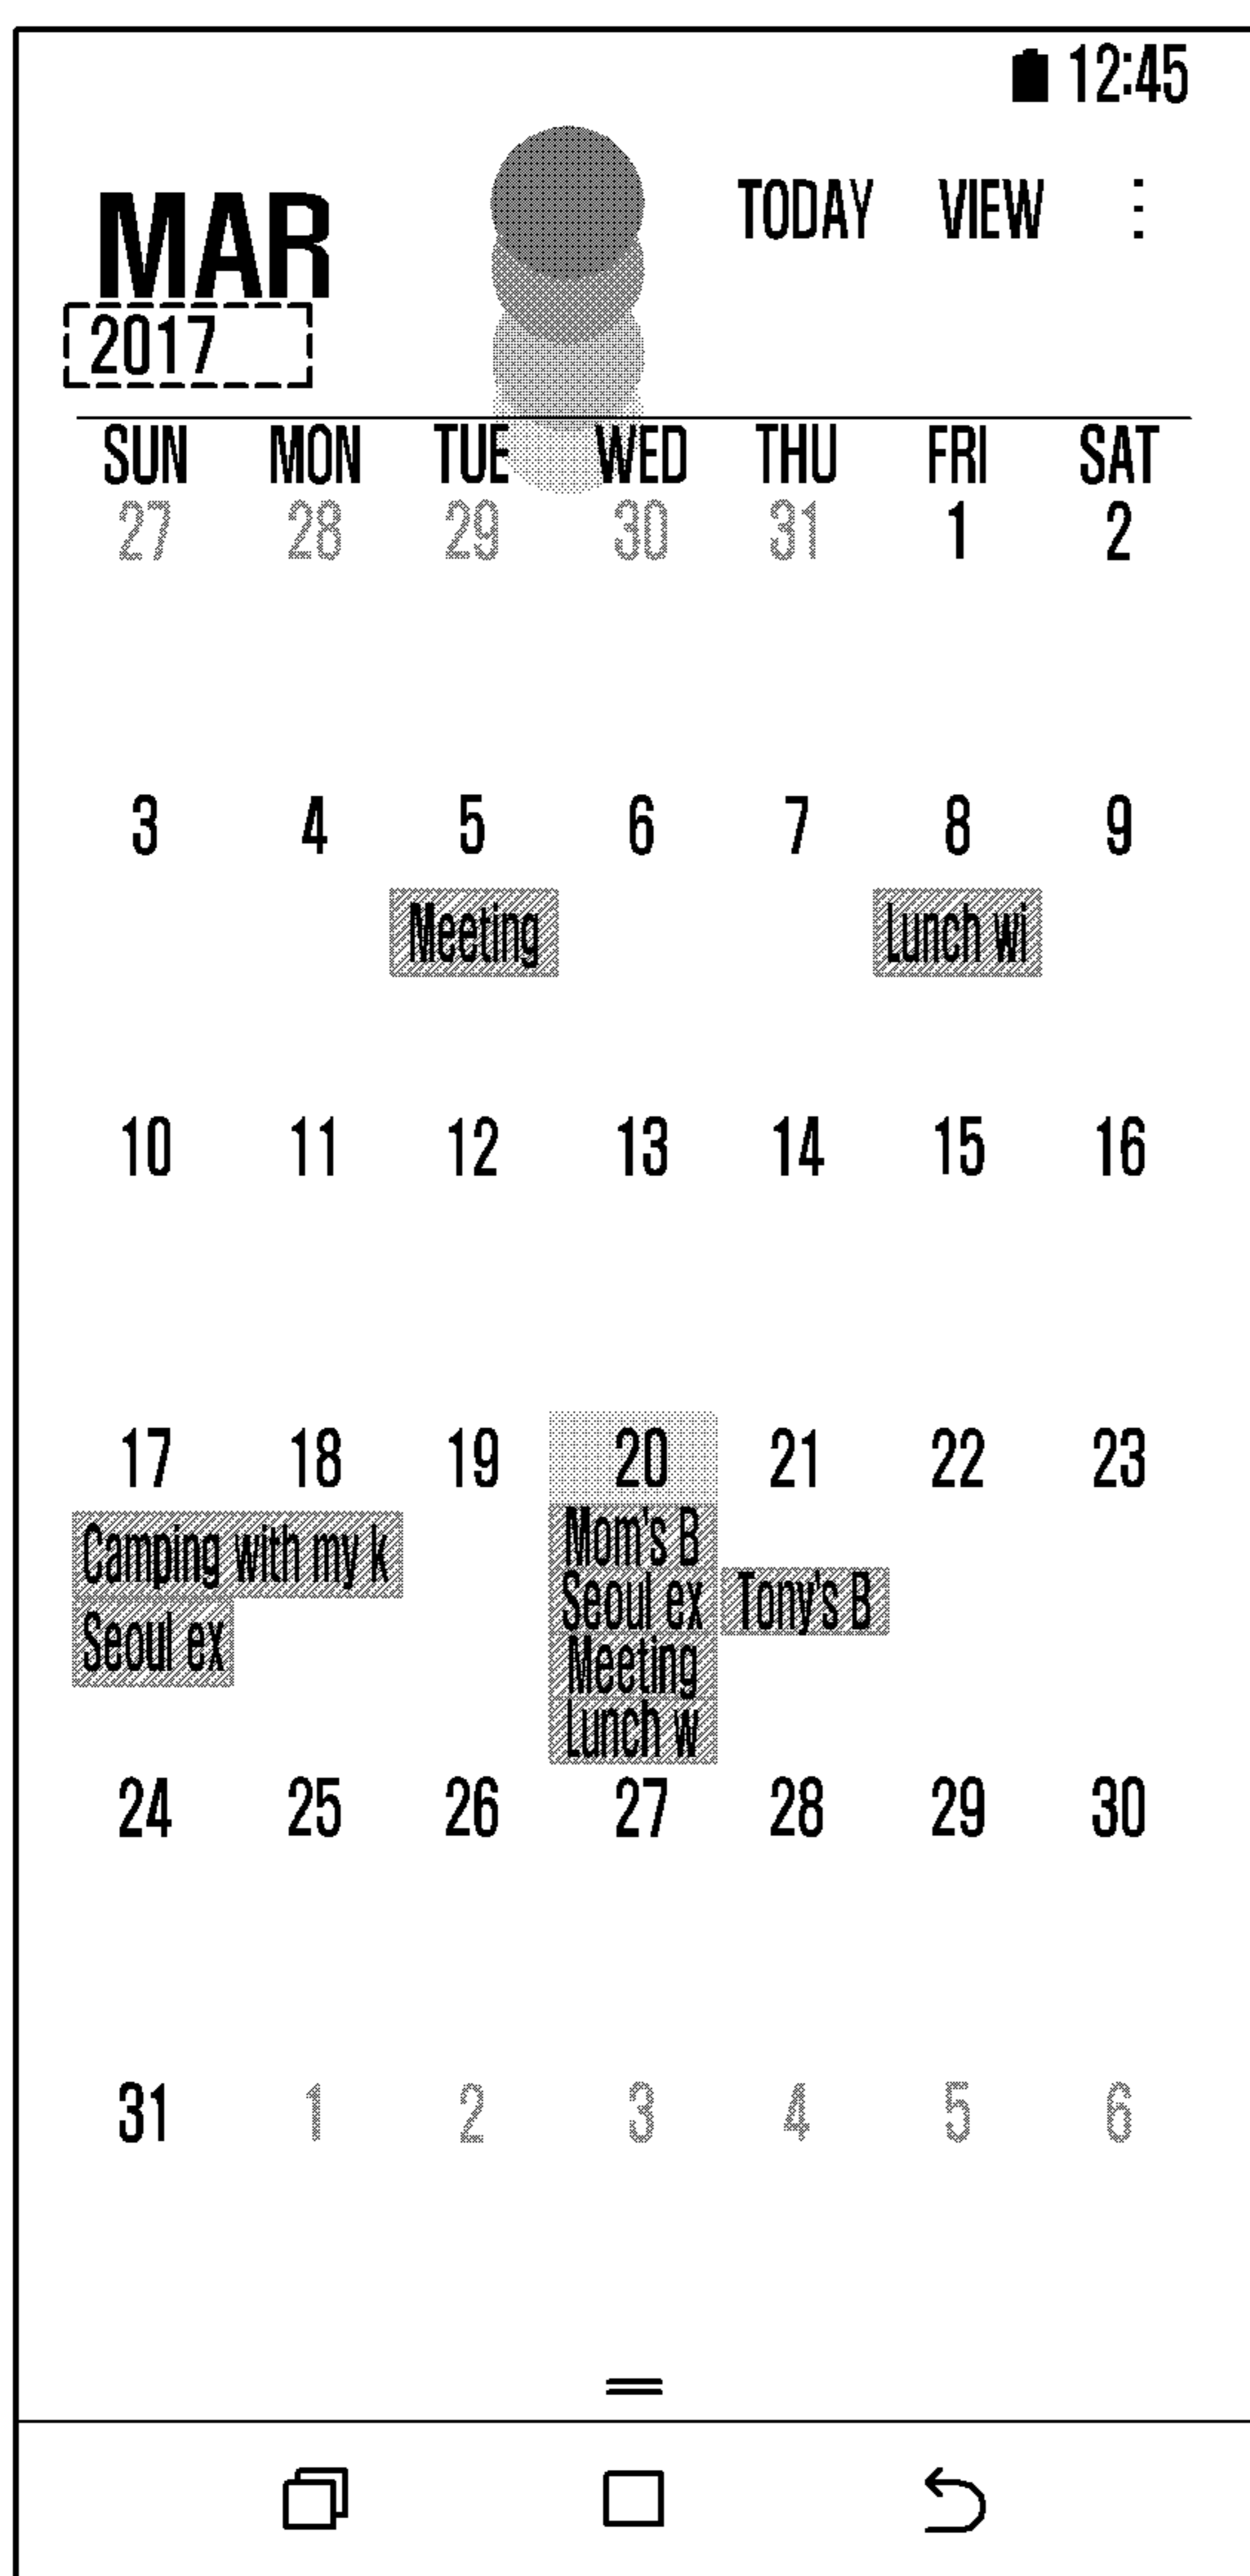 12:45
MAR TODAY VIEW
2017
SUN MON TUE WED THU FRI SAT
27 28 29 30 31 1 2
3 4 5 6 7 8 9
Meeting Lunch wi
10 11 12 13 14 15 16
17 18 19 20 21 22 23
Camping with my k Mom's B
Seoul ex Seoul ex Tony's B
Meeting
Lunch w
24 25 26 27 28 29 30
31 1 2 3 4 5 6